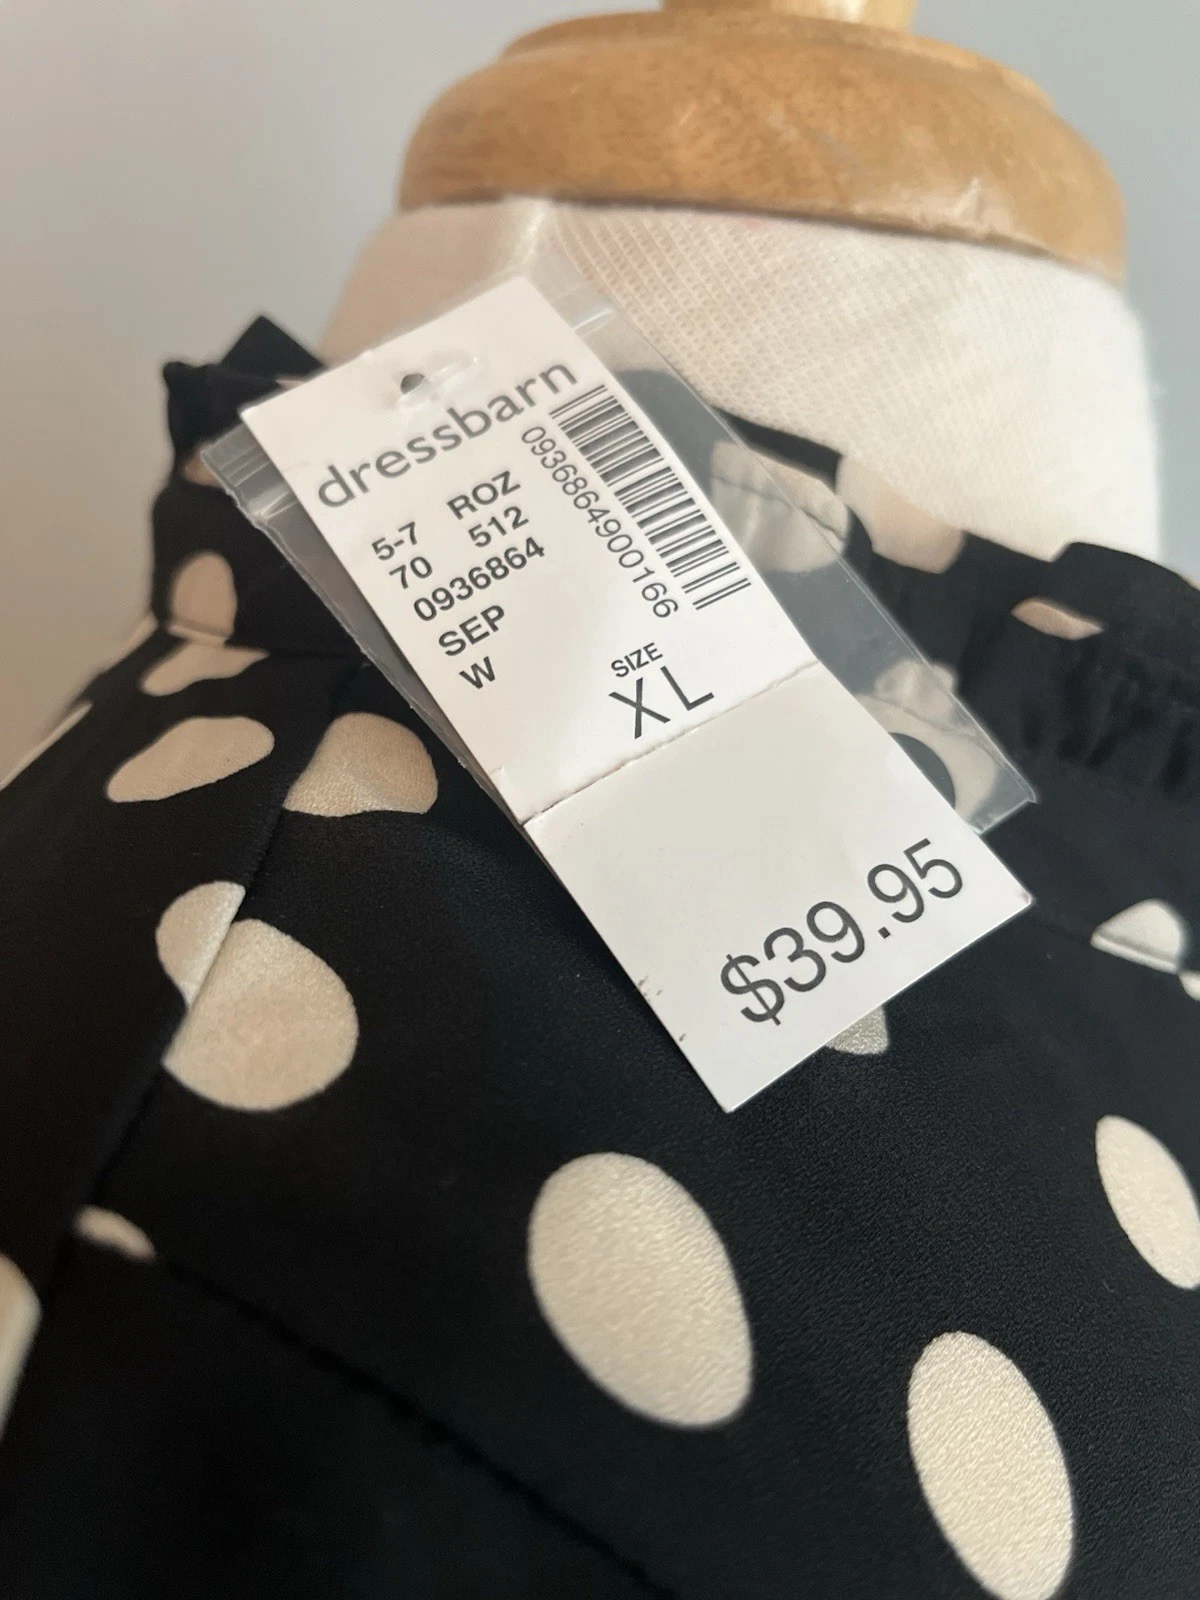 dressbarn
5-7 ROZ
70 512
0936864
SEP
W
0936864900166
SIZE
XL
$39.95